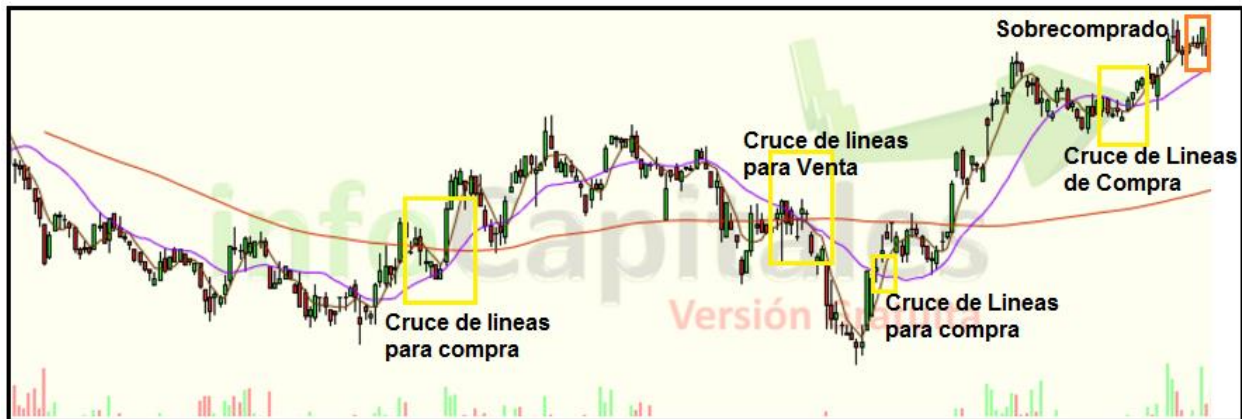 Sobrecomprado
Cruce de lineas
para Venta
Cruce de Lineas
de Compra
infoCapitales
Cruce de lineas
para compra
Cruce de Lineas
para compra
Versión Gratuita